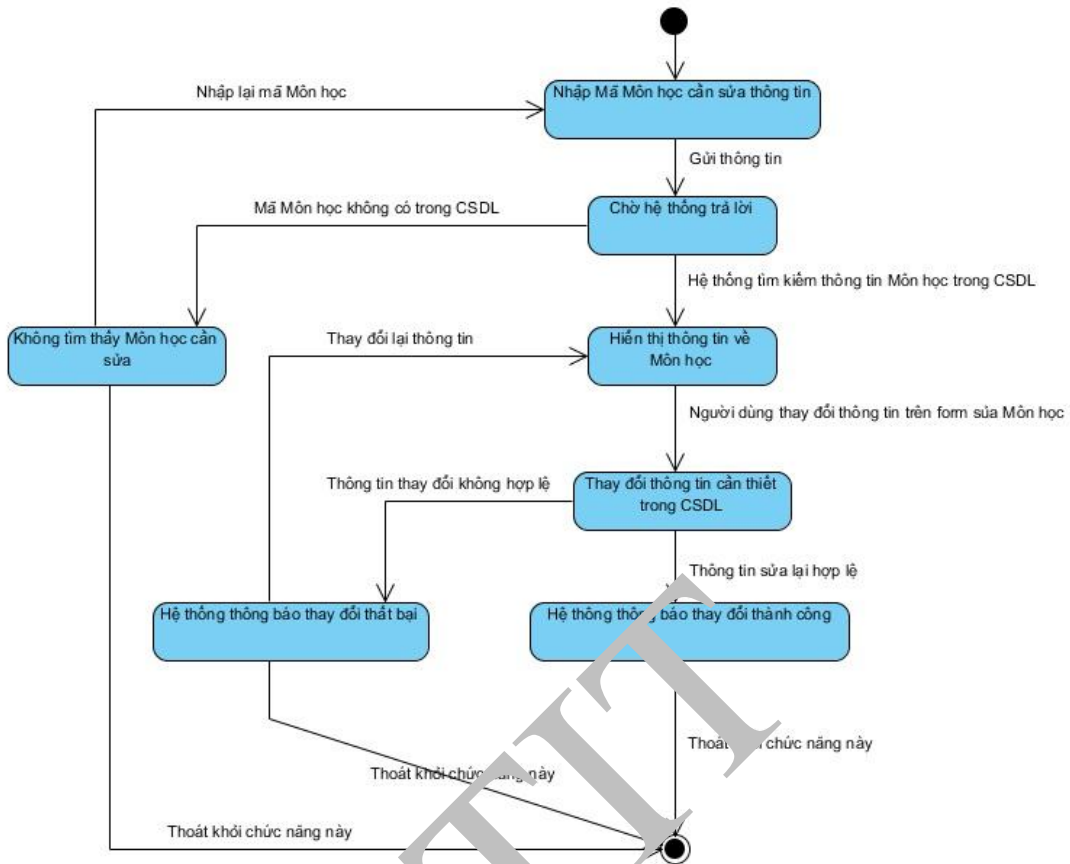 Nhập lại mã Môn học
Nhập Mã Môn học cần sửa thông tin
Gửi thông tin
Mã Môn học không có trong CSDL
Chờ hệ thống trả lời
Hệ thống tìm kiếm thông tin Môn học trong CSDL
Không tìm thấy Môn học cần
sửa
Thay đổi lại thông tin
Hiển thị thông tin về
Môn học
Người dùng thay đổi thông tin trên form sủa Môn học
Thông tin thay đổi không hợp lệ
Thay đổi thông tin cần thiết
trong CSDL
Thông tin sửa lại hợp lệ
Hệ thống thông báo thay đổi thất bại
Hệ thông thông báo thay đổi thành công
Thoát chức năng này
Thoát khỏi chức năng này
Thoát khỏi chức năng này